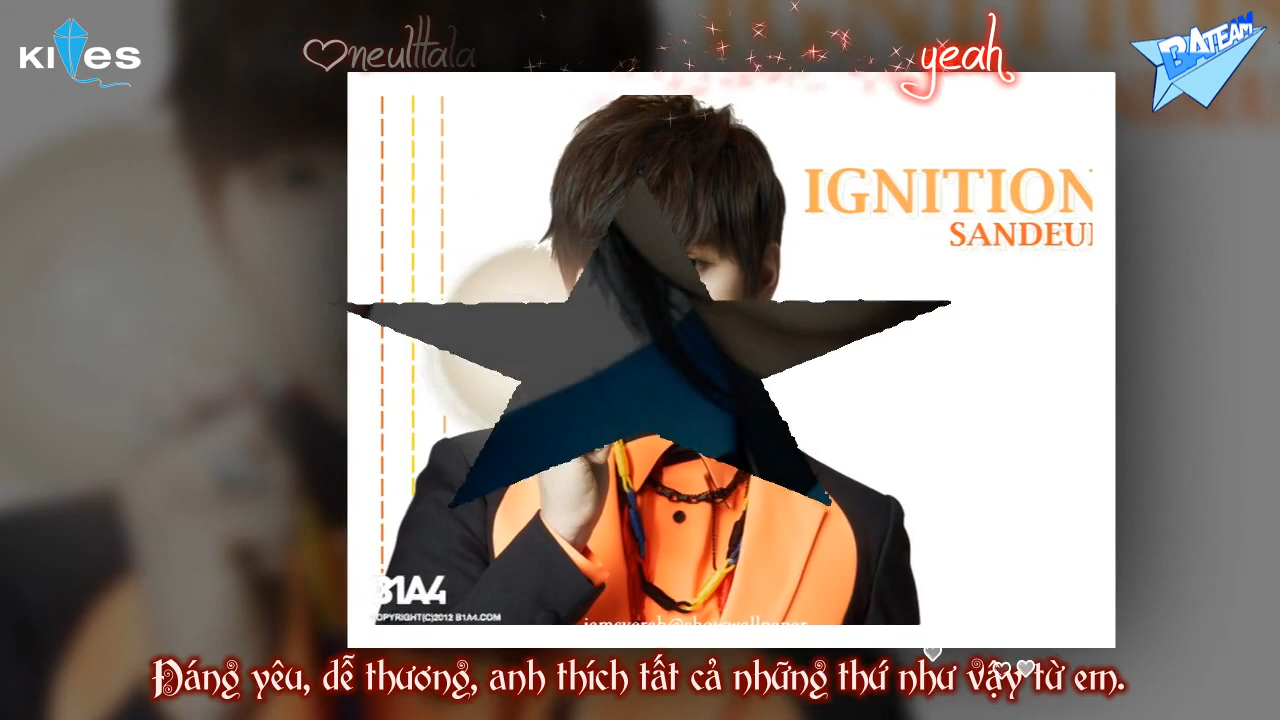 KITES
neulttala
yeah
BATEAM
IGNITION
SANDEUL
B1A4
COPYRIGHT(C)2012 B1A4.COM
Đáng yêu, dễ thương, anh thích tất cả những thứ như vậy từ em.